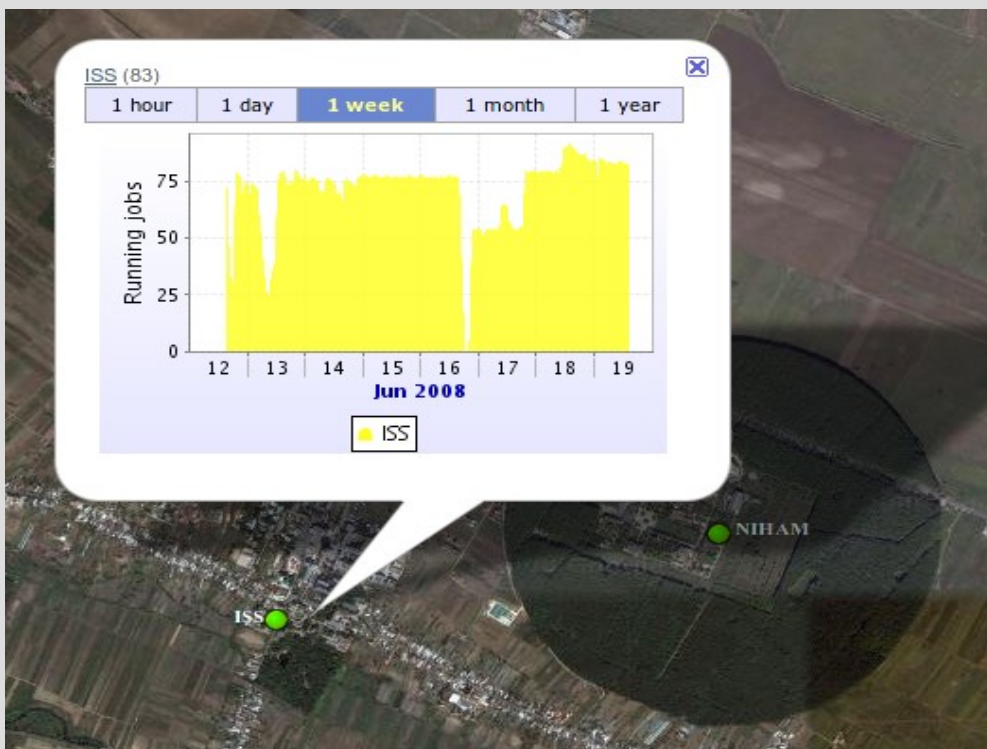 ISS (83)
1 hour 1 day 1 week 1 month 1 year
Running jobs
75
50
25
0
12 13 14 15 16 17 18 19
Jun 2008
ISS
NIHAM
ISS